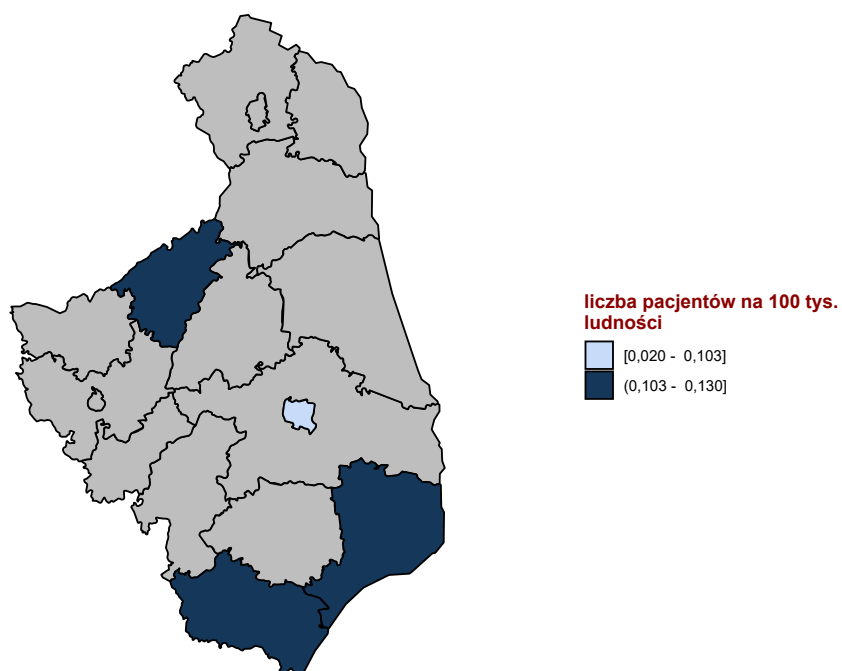 liczba pacjentów na 100 tys.
ludności
[0,020 - 0,103]
(0,103 - 0,130]